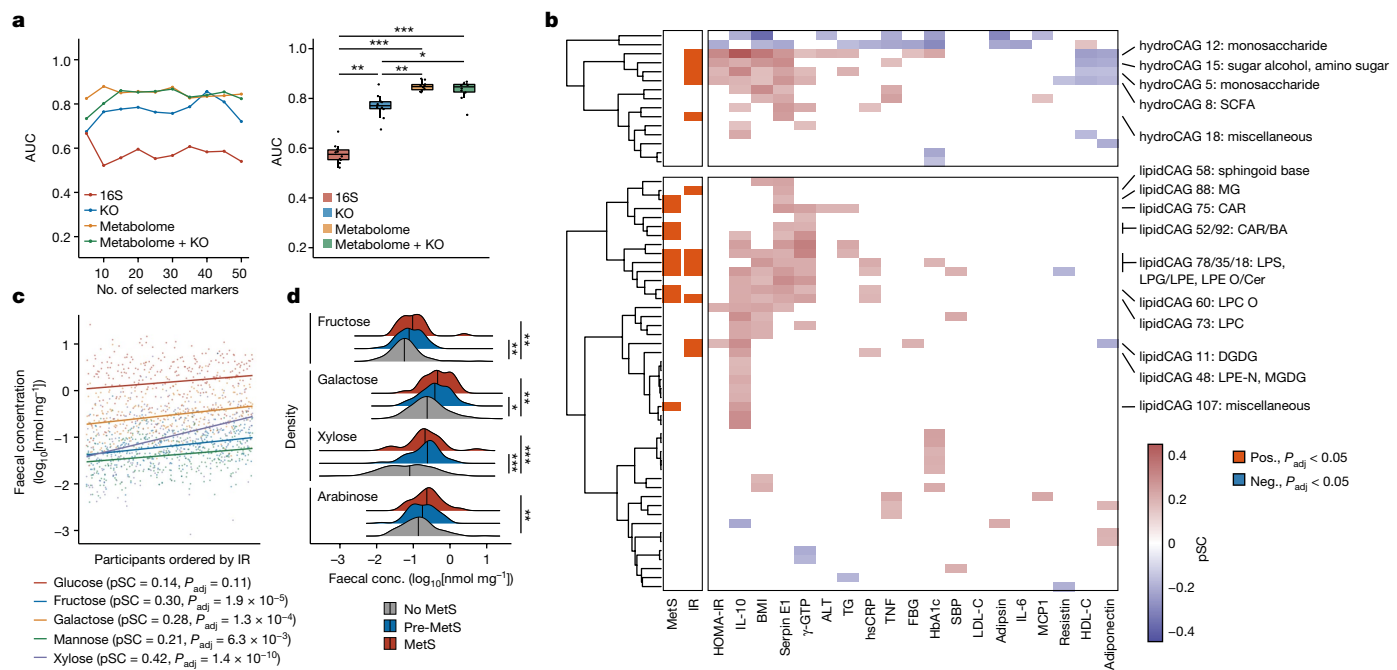 a
AUC
1.0
0.8
0.6
0.4
0.2
16S
KO
Metabolome
Metabolome + KO
10
20
30
40
50
No. of selected markers
AUC
1.0
0.8
0.6
0.4
0.2
***
***
*
**
**
16S
KO
Metabolome
Metabolome + KO
b
hydroCAG 12: monosaccharide
hydroCAG 15: sugar alcohol, amino sugar
hydroCAG 5: monosaccharide
hydroCAG 8: SCFA
hydroCAG 18: miscellaneous
lipidCAG 58: sphingoid base
lipidCAG 88: MG
lipidCAG 75: CAR
lipidCAG 52/92: CAR/BA
lipidCAG 78/35/18: LPS,
LPG/LPE, LPE O/Cer
lipidCAG 60: LPC O
lipidCAG 73: LPC
lipidCAG 11: DGDG
lipidCAG 48: LPE-N, MGDG
lipidCAG 107: miscellaneous
MetS
IR
HOMA-IR
IL-10
BMI
Serpin E1
γ-GTP
ALT
TG
hsCRP
TNF
FBG
HbA1c
SBP
LDL-C
Adipsin
IL-6
MCP1
Resistin
HDL-C
Adiponectin
0.4
0.2
0
−0.2
−0.4
pSC
Pos., Padj < 0.05
Neg., Padj < 0.05
c
Faecal concentration
(log10[nmol mg−1])
1
0
−1
−2
−3
Participants ordered by IR
Glucose (pSC = 0.14, Padj = 0.11)
Fructose (pSC = 0.30, Padj = 1.9 × 10−5)
Galactose (pSC = 0.28, Padj = 1.3 × 10−4)
Mannose (pSC = 0.21, Padj = 6.3 × 10−3)
Xylose (pSC = 0.42, Padj = 1.4 × 10−10)
d
Density
Fructose
**
**
Galactose
*
**
Xylose
***
***
Arabinose
**
−3
−2
−1
0
1
Faecal conc. (log10[nmol mg−1])
No MetS
Pre-MetS
MetS